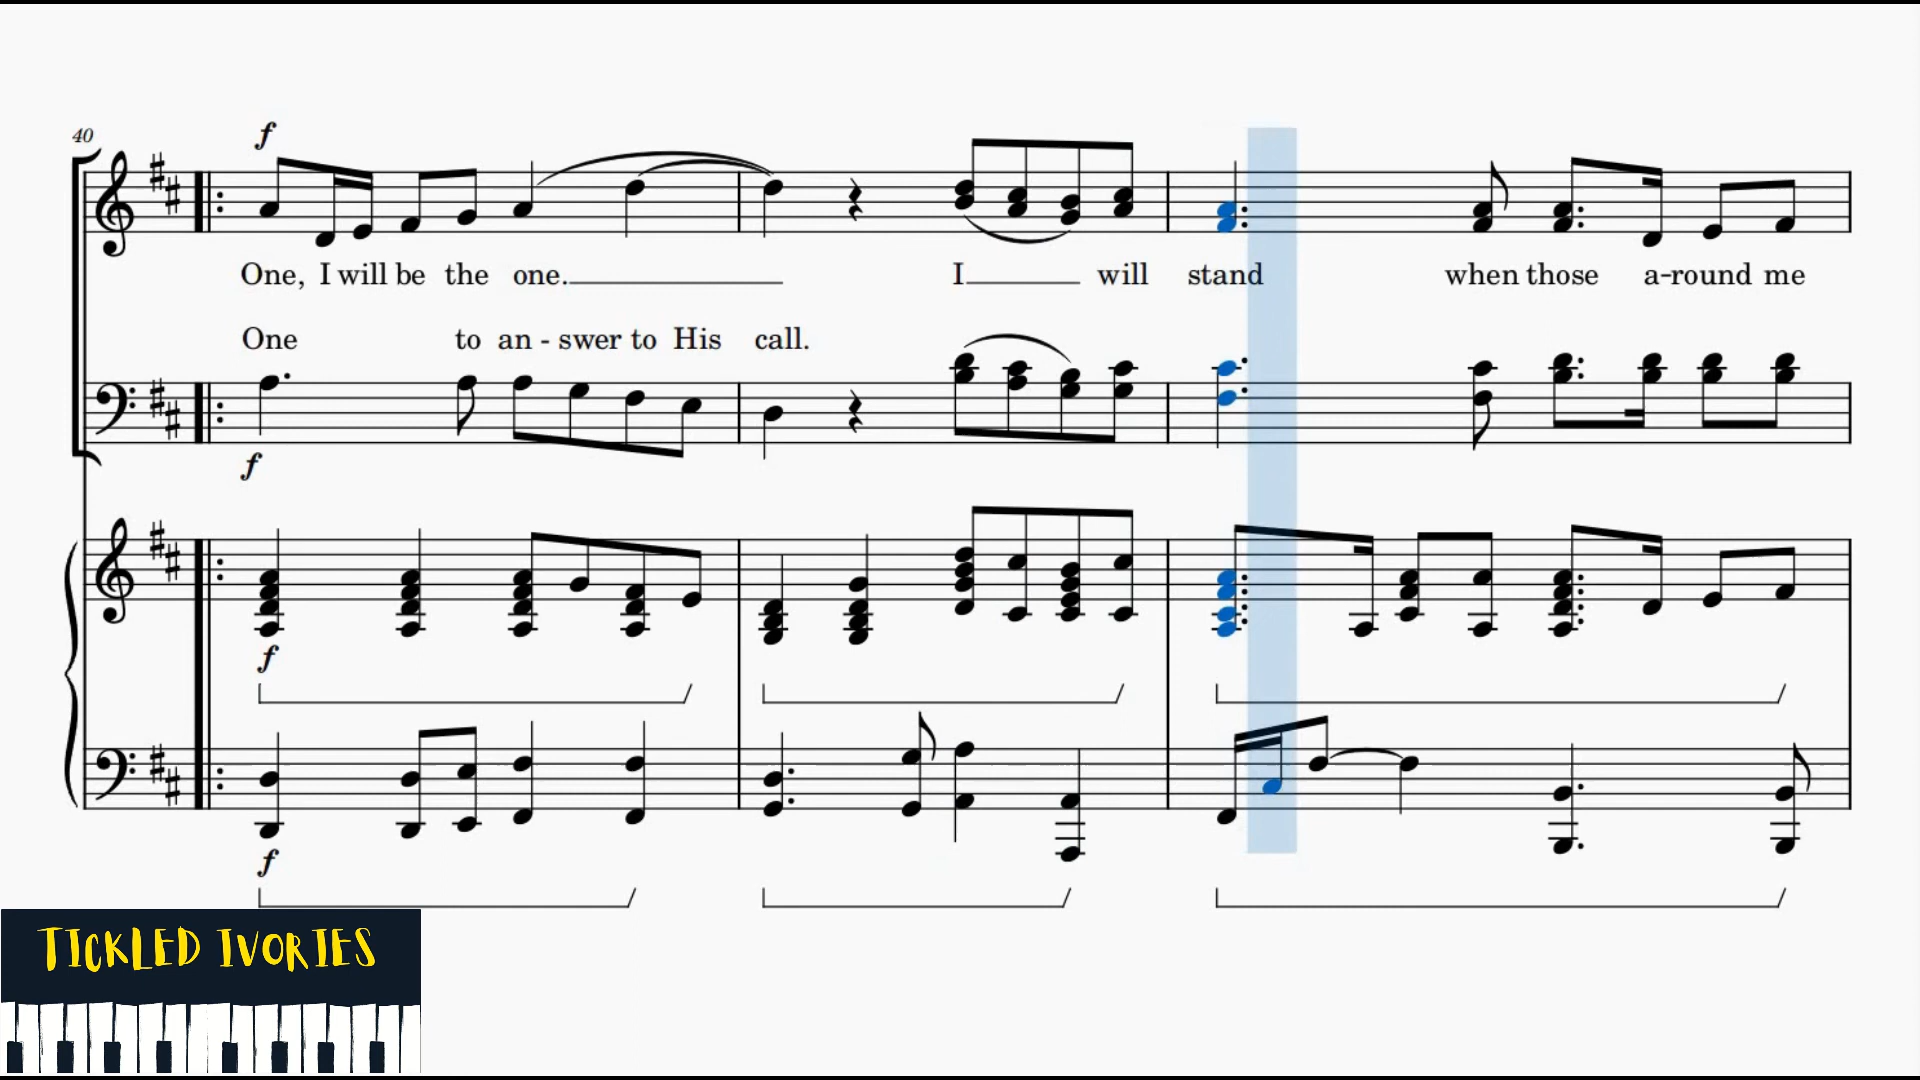 40
f
One, I will be the one.
I will stand when those a-round me
One to an - swer to His call.
f
f
f
TICKLED IVORIES